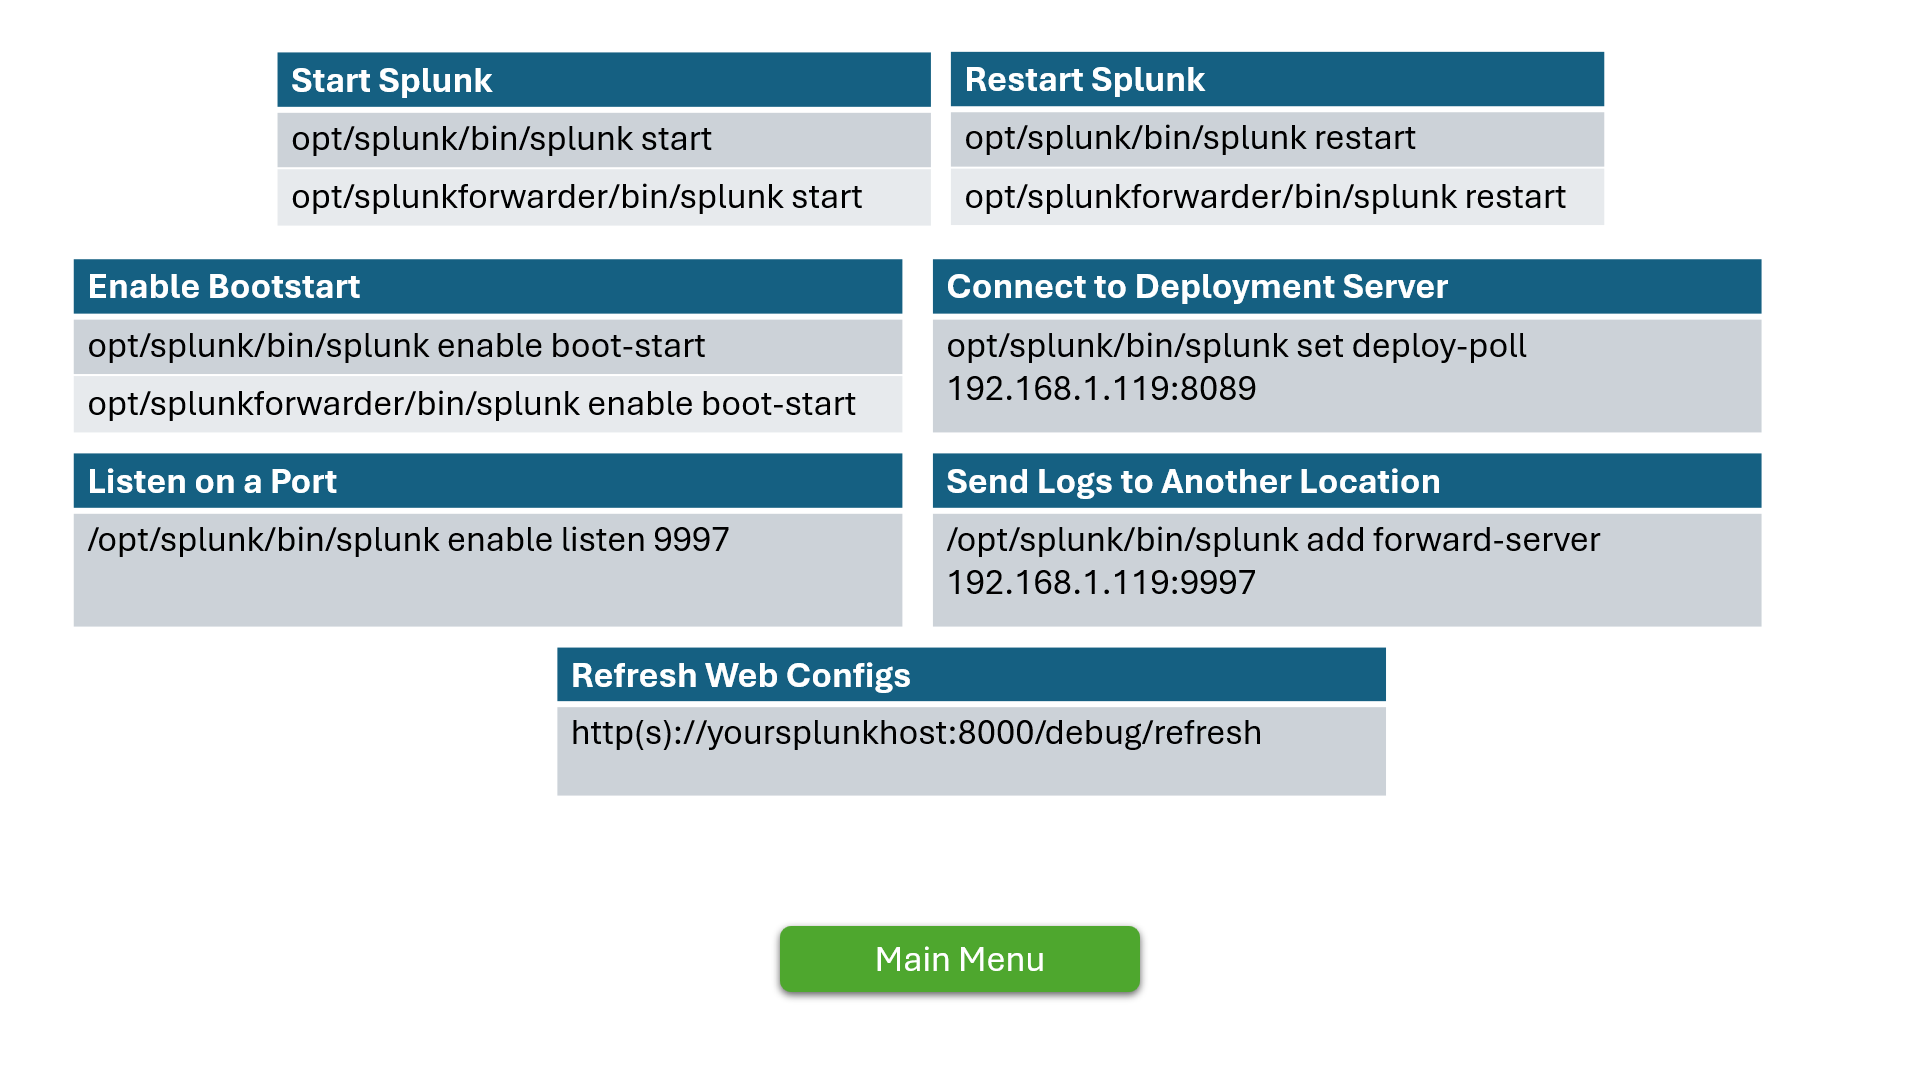 Start Splunk
opt/splunk/bin/splunk start
opt/splunkforwarder/bin/splunk start
Restart Splunk
opt/splunk/bin/splunk restart
opt/splunkforwarder/bin/splunk restart
Enable Bootstart
opt/splunk/bin/splunk enable boot-start
opt/splunkforwarder/bin/splunk enable boot-start
Connect to Deployment Server
opt/splunk/bin/splunk set deploy-poll
192.168.1.119:8089
Listen on a Port
/opt/splunk/bin/splunk enable listen 9997
Send Logs to Another Location
/opt/splunk/bin/splunk add forward-server
192.168.1.119:9997
Refresh Web Configs
http(s)://yoursplunkhost:8000/debug/refresh
Main Menu